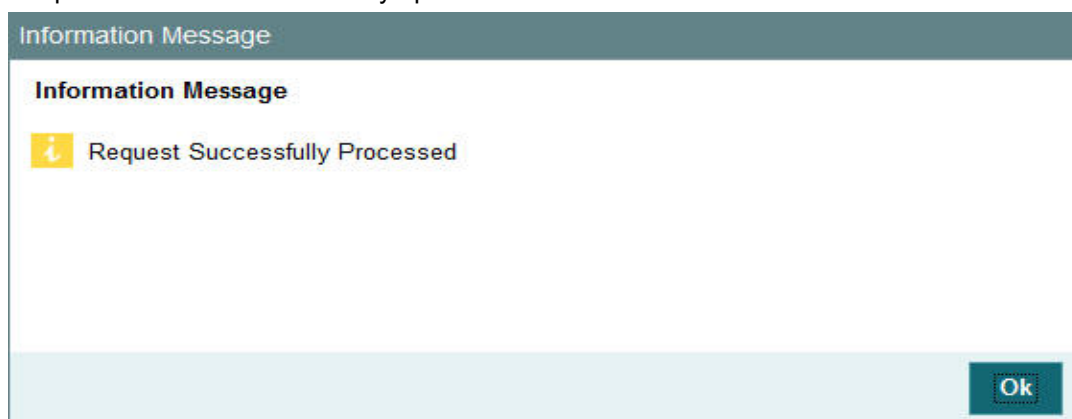 Information Message
Information Message
i Request Successfully Processed
Ok